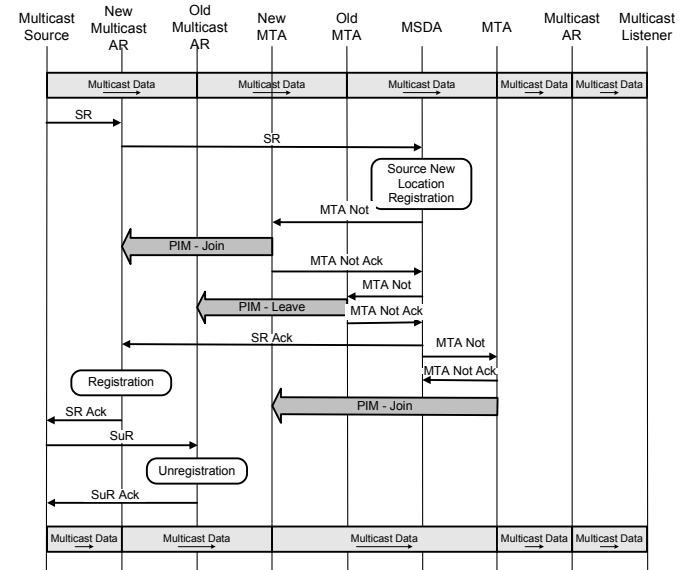 Multicast Source
New Multicast AR
Old Multicast AR
New MTA
Old MTA
MSDA
MTA
Multicast AR
Multicast Listener
Multicast Data
Multicast Data
Multicast Data
Multicast Data
Multicast Data
SR
SR
Source New
Location
Registration
MTA Not
PIM - Join
MTA Not Ack
MTA Not
PIM - Leave
MTA Not Ack
SR Ack
MTA Not
MTA Not Ack
Registration
PIM - Join
SR Ack
SuR
Unregistration
SuR Ack
Multicast Data
Multicast Data
Multicast Data
Multicast Data
Multicast Data